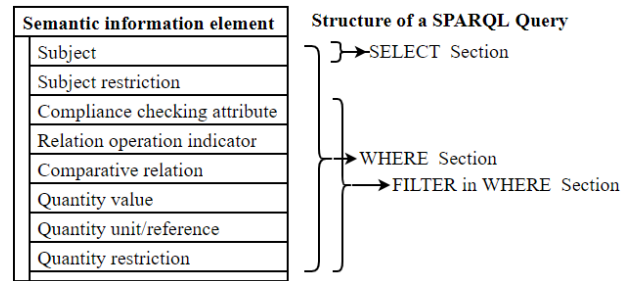 Semantic information element
Structure of a SPARQL Query
Subject
SELECT Section
Subject restriction
Compliance checking attribute
Relation operation indicator
Comparative relation
WHERE Section
Quantity value
FILTER in WHERE Section
Quantity unit/reference
Quantity restriction